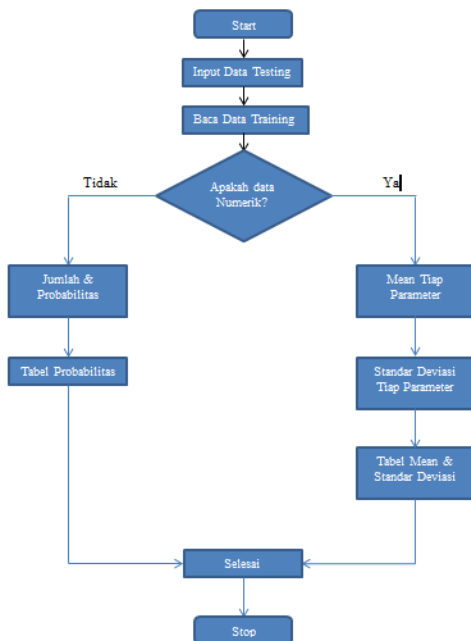 Start
Input Data Testing
Baca Data Training
Apakah data
Numerik?
Tidak
Ya
Jumlah &
Probabilitas
Tabel Probabilitas
Mean Tiap
Parameter
Standar Deviasi
Tiap Parameter
Tabel Mean &
Standar Deviasi
Selesai
Stop